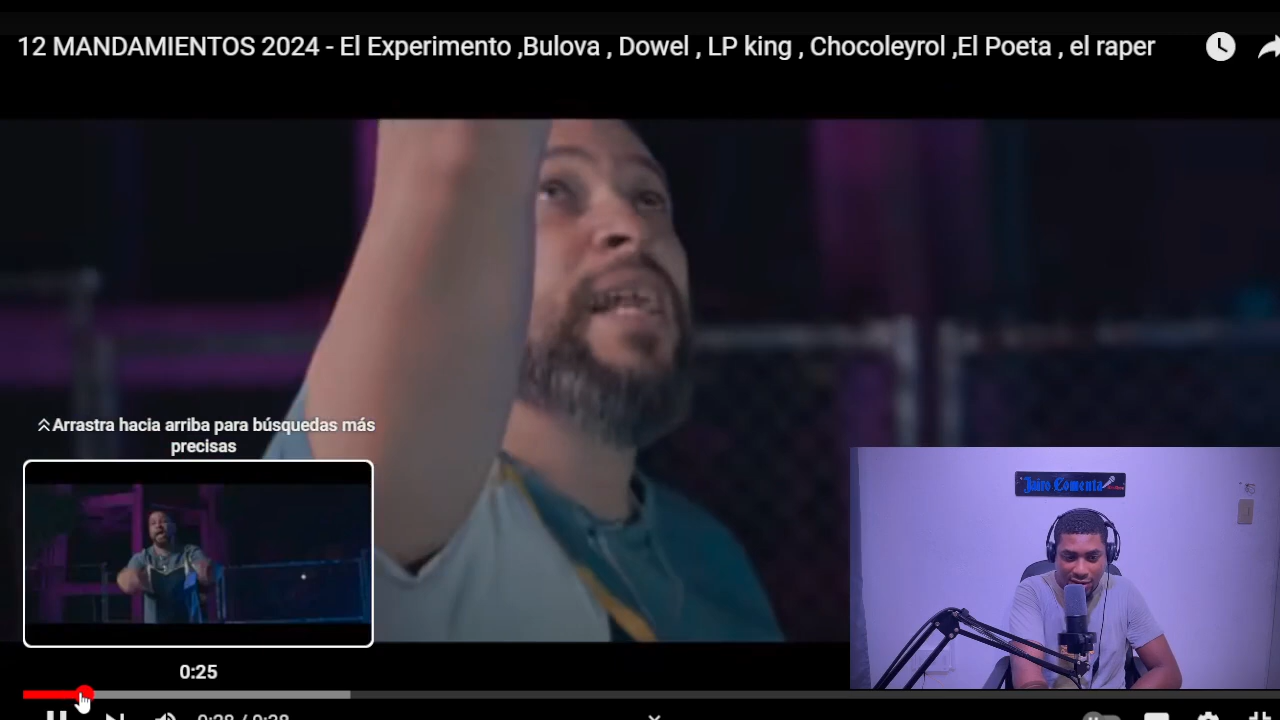 12 MANDAMIENTOS 2024 - El Experimento ,Bulova , Dowel , LP king , Chocoleyrol ,El Poeta , el raper
Arrastra hacia arriba para búsquedas más
precisas
Jairo Comenta
0:25